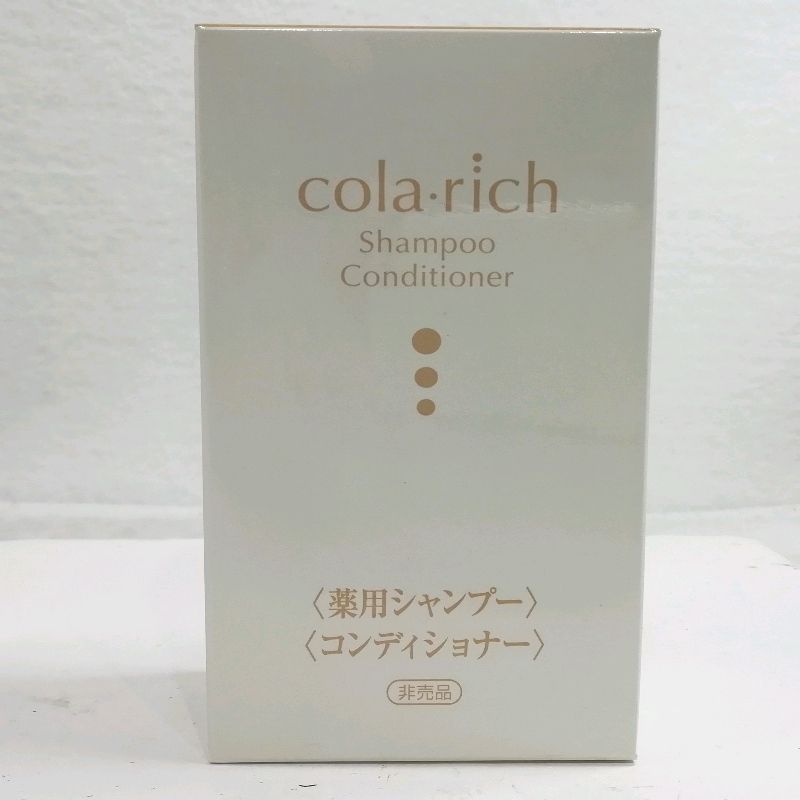 cola·rich
Shampoo
Conditioner
〈薬用シャンプー〉
〈コンディショナー〉
非売品